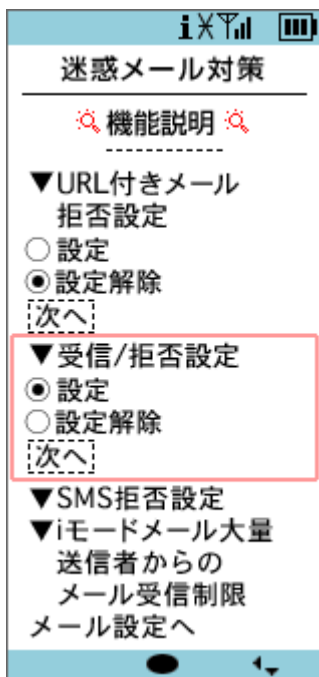 迷惑メール対策
機能説明
▼URL付きメール
拒否設定
○設定
◉設定解除
次へ
▼受信/拒否設定
◉設定
○設定解除
次へ
▼SMS拒否設定
▼iモードメール大量
送信者からの
メール受信制限
メール設定へ